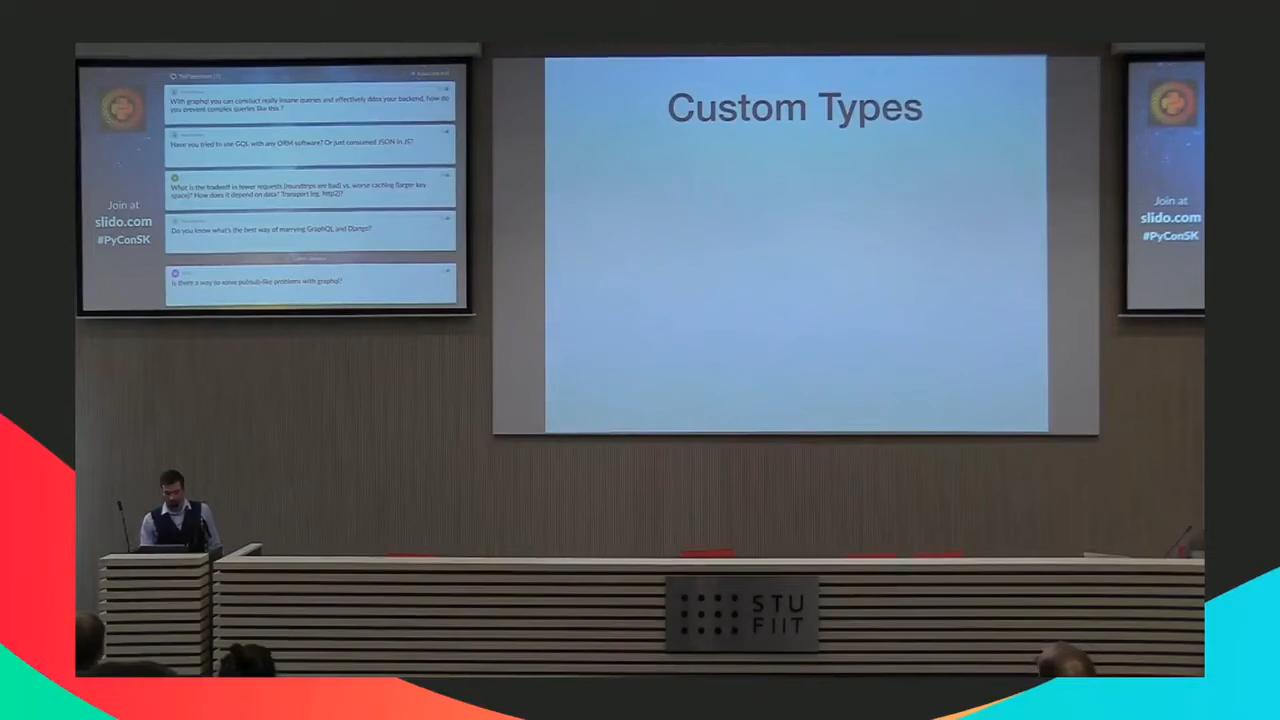 With graphql you can constuct really insane queries and effectively ddos your backend, how do
you prevent complex queries like this ?
Have you tried to use GQL with any ORM software? Or just consumed JSON in JS?
What is the tradeoff in fewer requests (roundtrips are bad) vs. worse caching (larger key
space)? How does it depend on data? Transport (eg. http2)?
Do you know what's the best way of marrying GraphQL and Django?
Is there a way to solve pub/sub-like problems with graphql?
Join at
slido.com
#PyConSK
Custom Types
Join at
slido.com
#PyConSK
STU
FIIT